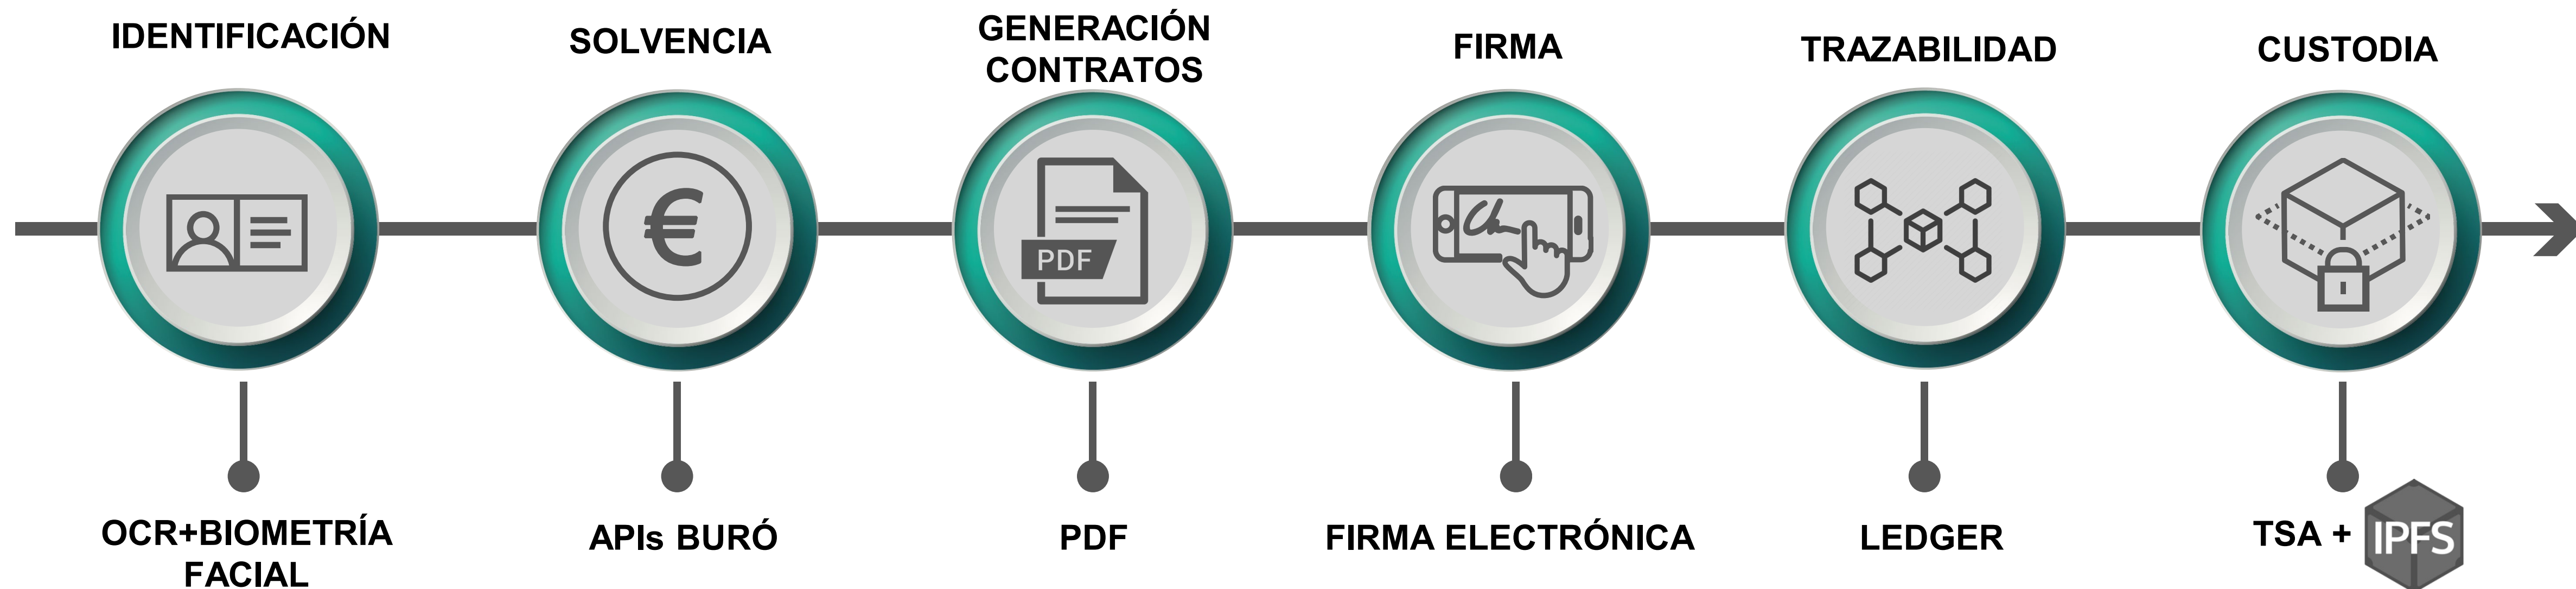 IDENTIFICACIÓN
SOLVENCIA
GENERACIÓN
CONTRATOS
FIRMA
TRAZABILIDAD
CUSTODIA
€
PDF
OCR+BIOMETRÍA
FACIAL
APIs BURÓ
PDF
FIRMA ELECTRÓNICA
LEDGER
TSA + IPFS